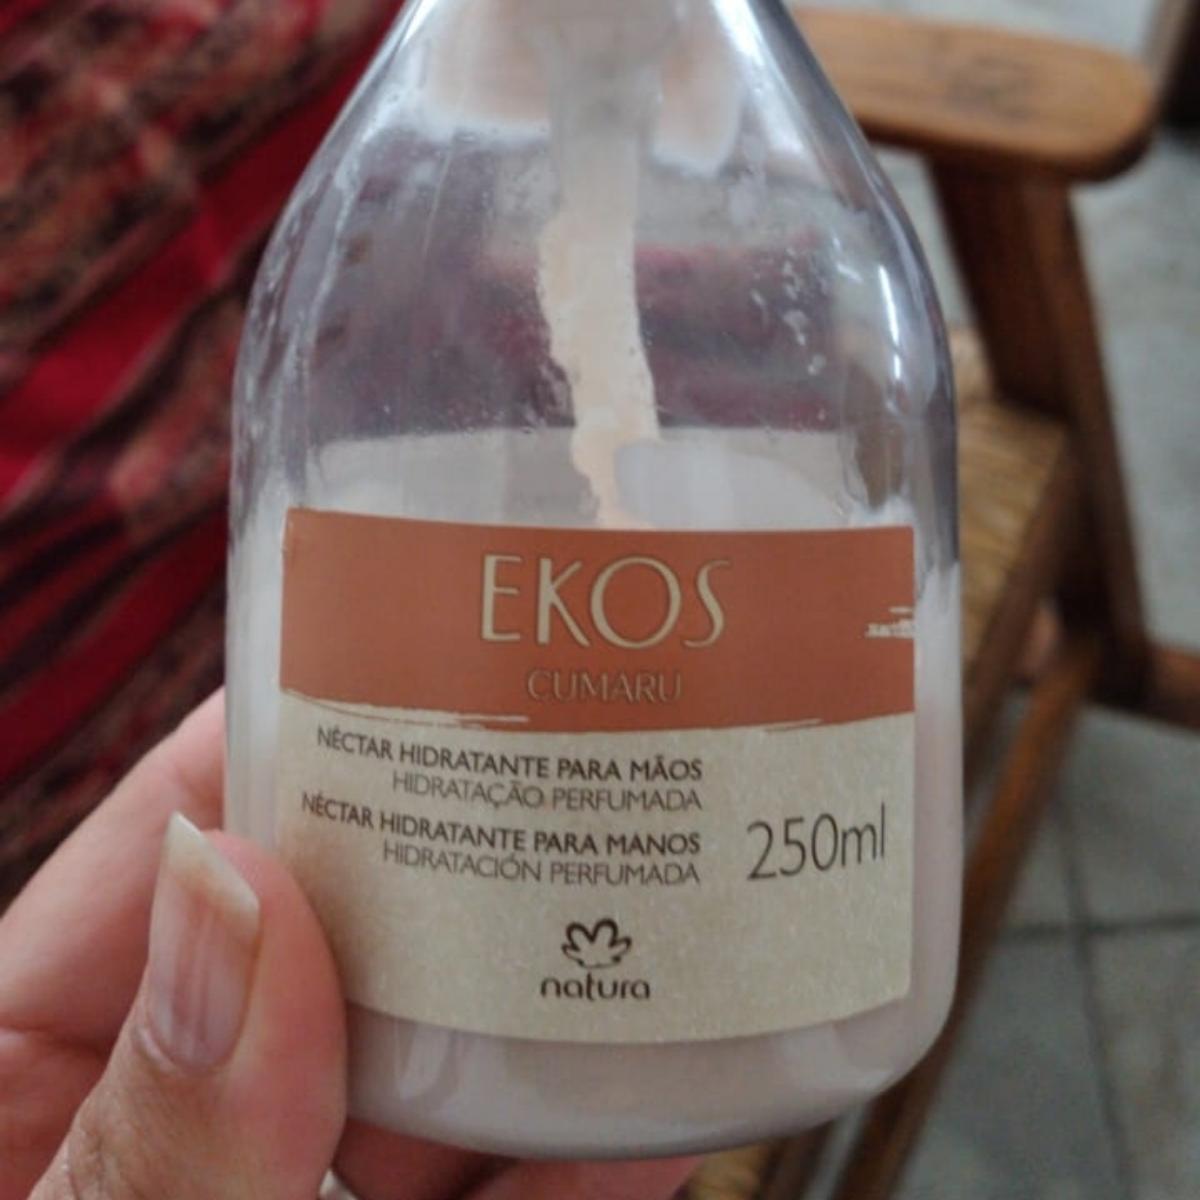 EKOS
CUMARU
NÉCTAR HIDRATANTE PARA MÃOS
HIDRATAÇÃO PERFUMADA
NÉCTAR HIDRATANTE PARA MANOS
HIDRATACIÓN PERFUMADA
250ml
natura